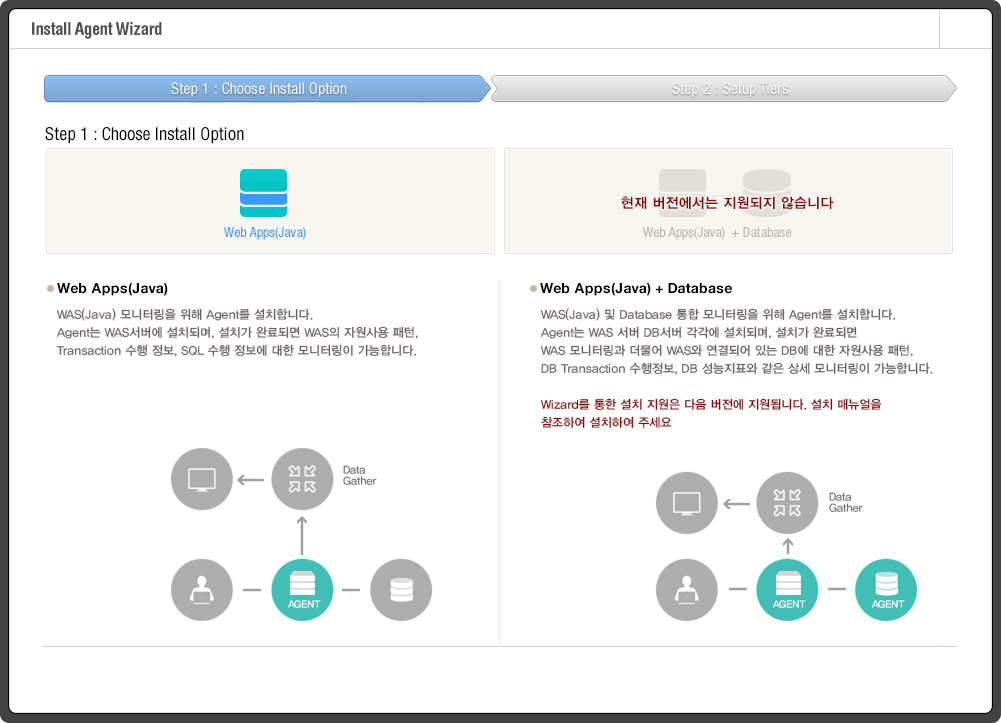 Install Agent Wizard
Step 1 : Choose Install Option
Step 2 : Setup Tiers
Step 1 : Choose Install Option
Web Apps(Java)
현재 버전에서는 지원되지 않습니다
Web Apps(Java) + Database
Web Apps(Java)
WAS(Java) 모니터링을 위해 Agent를 설치합니다.
Agent는 WAS서버에 설치되며, 설치가 완료되면 WAS의 자원사용 패턴,
Transaction 수행 정보, SQL 수행 정보에 대한 모니터링이 가능합니다.
Data
Gather
AGENT
Web Apps(Java) + Database
WAS(Java) 및 Database 통합 모니터링을 위해 Agent를 설치합니다.
Agent는 WAS 서버 DB서버 각각에 설치되며, 설치가 완료되면
WAS 모니터링과 더물어 WAS와 연결되어 있는 DB에 대한 자원사용 패턴,
DB Transaction 수행정보, DB 성능지표와 같은 상세 모니터링이 가능합니다.
Wizard를 통한 설치 지원은 다음 버전에 지원됩니다. 설치 매뉴얼을
참조하여 설치하여 주세요
Data
Gather
AGENT
AGENT